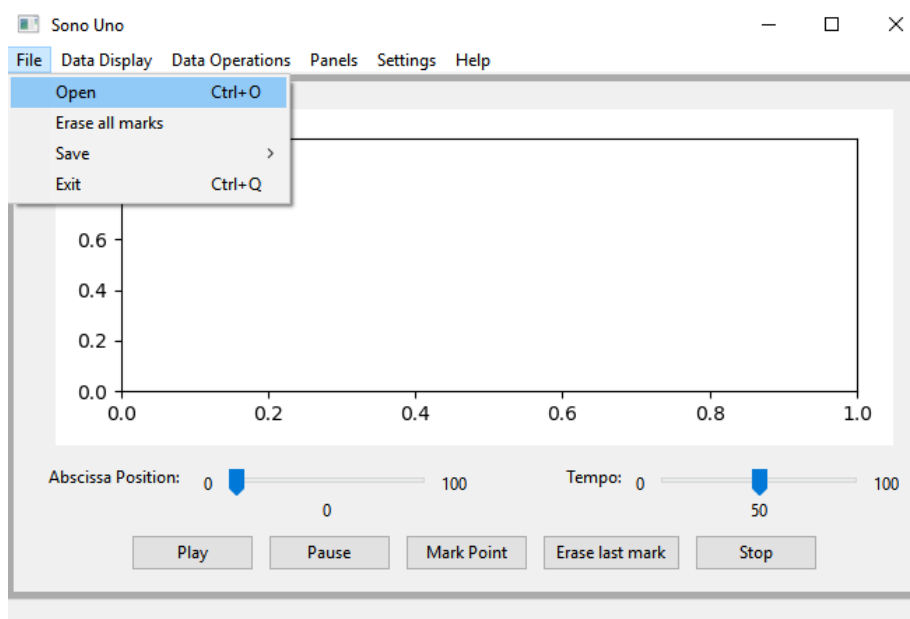 Sono Uno
File Data Display Data Operations Panels Settings Help
Open Ctrl+O
Erase all marks
Save >
Exit Ctrl+Q
0.6
0.4
0.2
0.0
0.0 0.2 0.4 0.6 0.8 1.0
Abscissa Position: 0 100 Tempo: 0 100
0 50
Play Pause Mark Point Erase last mark Stop